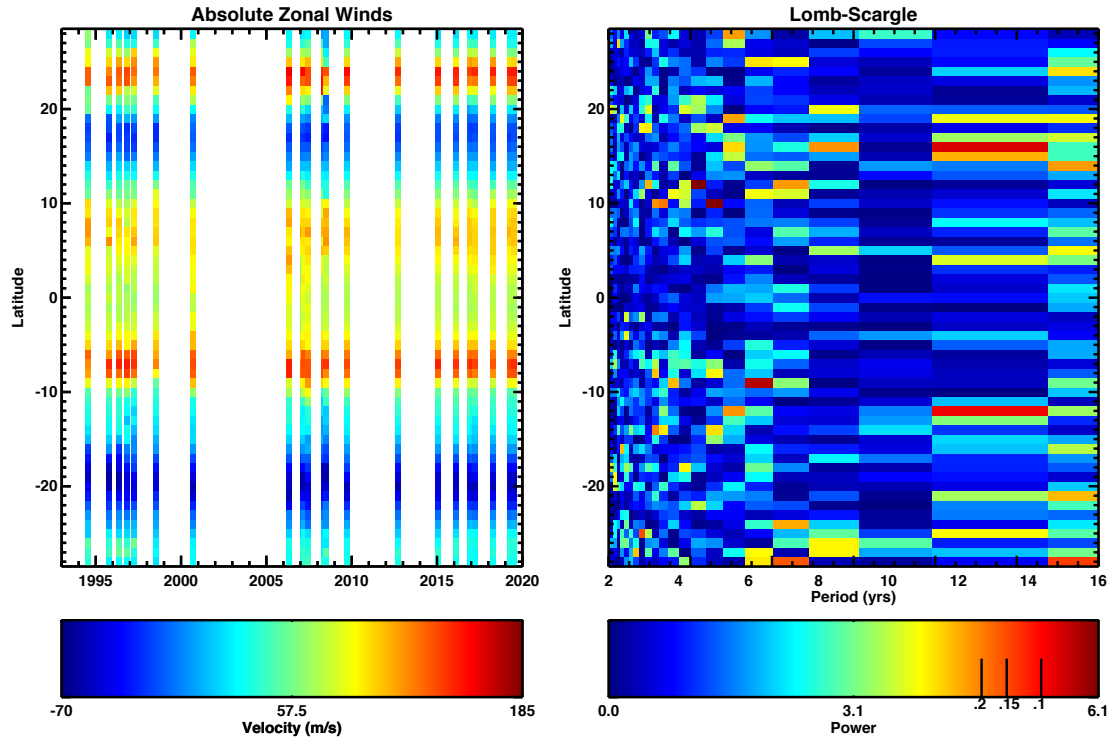 Absolute Zonal Winds
Latitude
20
10
0
-10
-20
1995 2000 2005 2010 2015 2020
-70 57.5 185
Velocity (m/s)
Lomb-Scargle
Latitude
20
10
0
-10
-20
2 4 6 8 10 12 14 16
Period (yrs)
.2 .15 .1
0.0 3.1 6.1
Power